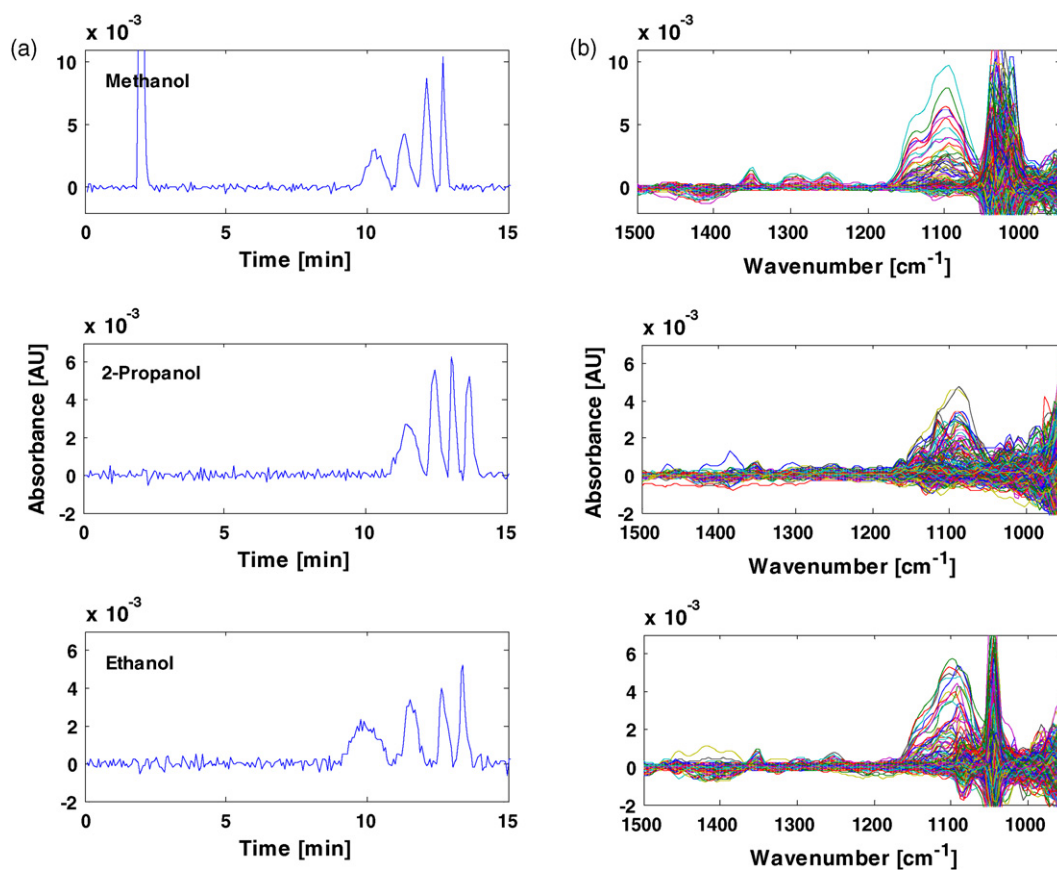 (a)
x 10⁻³
10
5
0
Methanol
0 5 10 15
Time [min]
(b)
x 10⁻³
10
5
0
1500 1400 1300 1200 1100 1000
Wavenumber [cm⁻¹]
x 10⁻³
Absorbance [AU]
6
4
2
0
-2
2-Propanol
0 5 10 15
Time [min]
x 10⁻³
Absorbance [AU]
6
4
2
0
-2
1500 1400 1300 1200 1100 1000
Wavenumber [cm⁻¹]
x 10⁻³
6
4
2
0
-2
Ethanol
0 5 10 15
Time [min]
x 10⁻³
6
4
2
0
-2
1500 1400 1300 1200 1100 1000
Wavenumber [cm⁻¹]